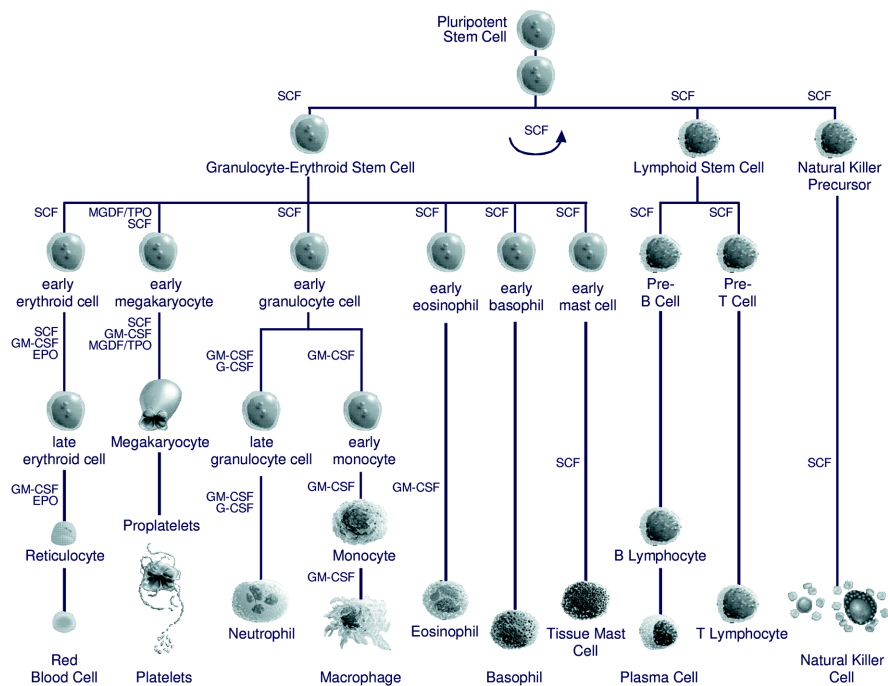 Pluripotent
Stem Cell
SCF
SCF
SCF
SCF
Granulocyte-Erythroid Stem Cell
Lymphoid Stem Cell
Natural Killer
Precursor
SCF
MGDF/TPO
SCF
SCF
SCF
SCF
SCF
SCF
SCF
early
erythroid cell
early
megakaryocyte
early
granulocyte cell
early
eosinophil
early
basophil
early
mast cell
Pre-
B Cell
Pre-
T Cell
SCF
GM-CSF
EPO
SCF
GM-CSF
MGDF/TPO
GM-CSF
G-CSF
GM-CSF
late
erythroid cell
Megakaryocyte
late
granulocyte cell
early
monocyte
SCF
SCF
GM-CSF
EPO
GM-CSF
G-CSF
GM-CSF
GM-CSF
Proplatelets
Reticulocyte
Monocyte
B Lymphocyte
GM-CSF
Neutrophil
Eosinophil
Tissue Mast
Cell
T Lymphocyte
Red
Blood Cell
Platelets
Macrophage
Basophil
Plasma Cell
Natural Killer
Cell